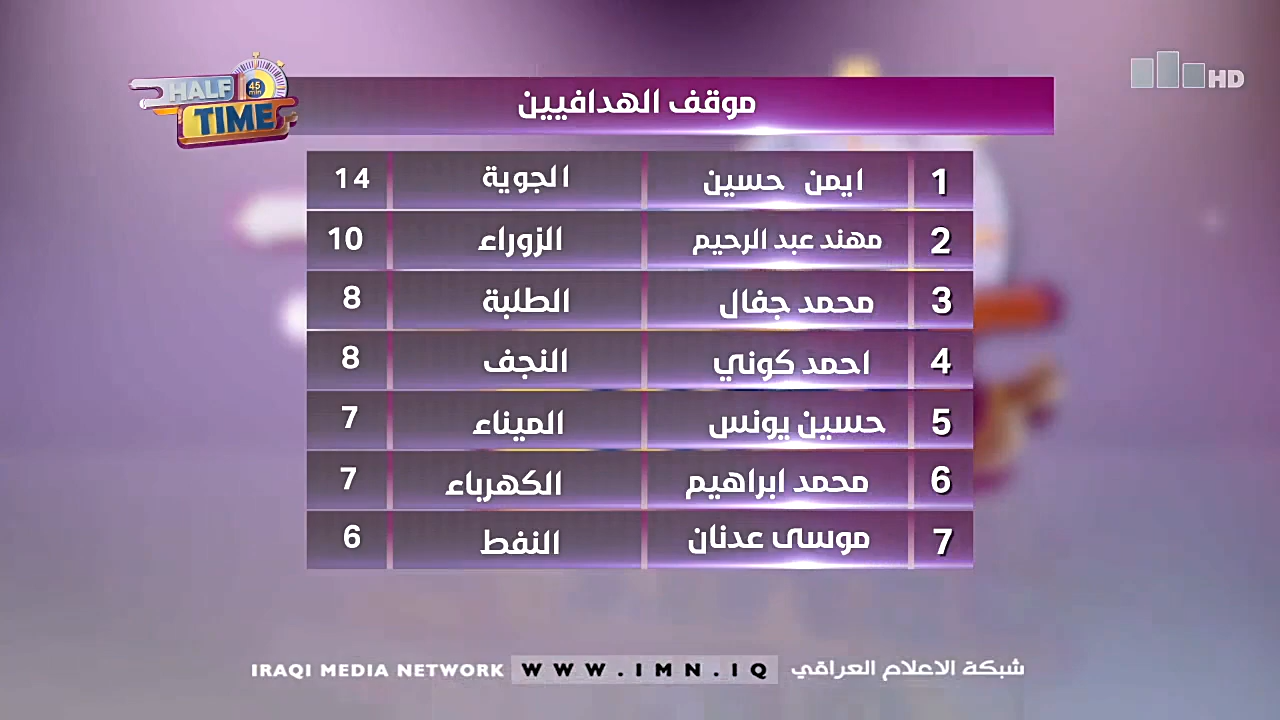 HALF
45
min
TIME
HD
موقف الهدافيين
1 ايمن حسين الجوية 14
2 مهند عبد الرحيم الزوراء 10
3 محمد جفال الطلبة 8
4 احمد كوني النجف 8
5 حسين يونس الميناء 7
6 محمد ابراهيم الكهرباء 7
7 موسى عدنان النفط 6
IRAQI MEDIA NETWORK WWW.IMN.IQ شبكة الاعلام العراقي